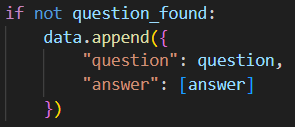 if not question_found:
    data.append({
        "question": question,
        "answer": [answer]
    })